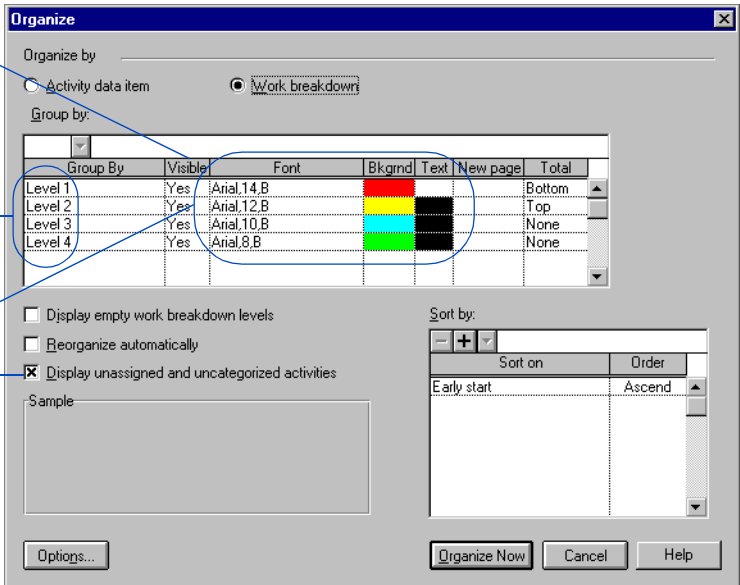 Organize
Organize by
Activity data item Work breakdown
Group by:
Group By Visible Font Bkgrnd Text New page Total
Level 1 Yes Arial,14,B Bottom
Level 2 Yes Arial,12,B Top
Level 3 Yes Arial,10,B None
Level 4 Yes Arial,8,B None
Display empty work breakdown levels
Reorganize automatically
Display unassigned and uncategorized activities
Sample
Sort by:
Sort on Order
Early start Ascend
Options... Organize Now Cancel Help